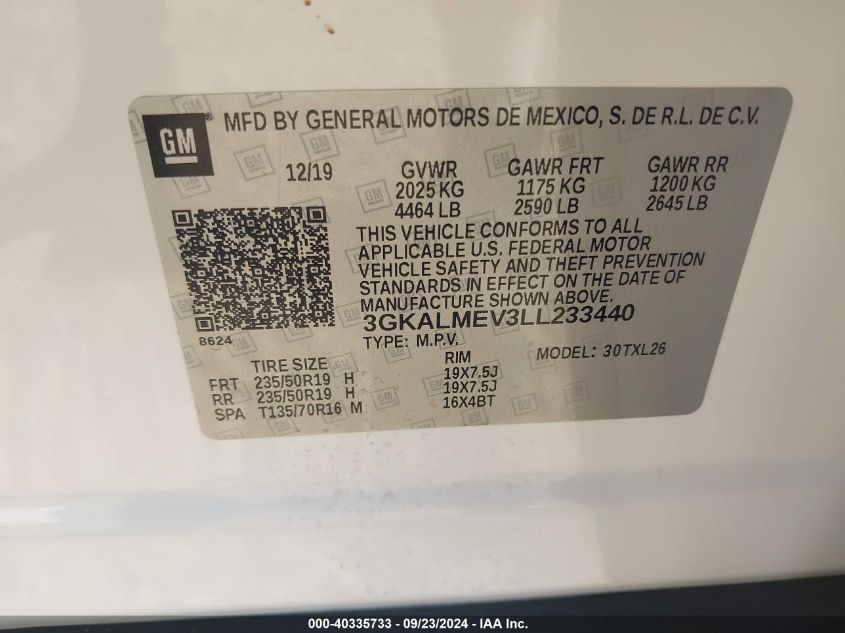 GM
MFD BY GENERAL MOTORS DE MEXICO, S. DE R.L. DE C.V.
12/19 GVWR GAWR FRT GAWR RR
2025 KG 1175 KG 1200 KG
4464 LB 2590 LB 2645 LB
THIS VEHICLE CONFORMS TO ALL
APPLICABLE U.S. FEDERAL MOTOR
VEHICLE SAFETY AND THEFT PREVENTION
STANDARDS IN EFFECT ON THE DATE OF
MANUFACTURE SHOWN ABOVE.
3GKALMEV3LL233440
8624
TYPE: M.P.V. MODEL: 30TXL26
TIRE SIZE RIM
FRT 235/50R19 H 19X7.5J
RR 235/50R19 H 19X7.5J
SPA T135/70R16 M 16X4BT
000-40335733 - 09/23/2024 - IAA Inc.